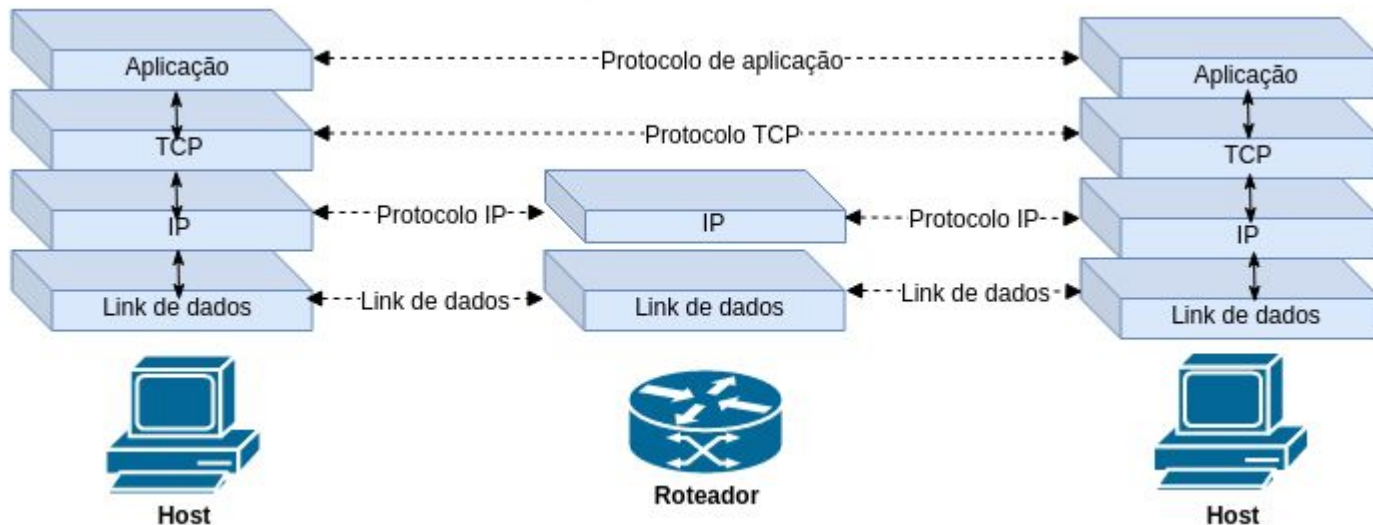 Aplicação
Protocolo de aplicação
Aplicação
TCP
Protocolo TCP
TCP
IP
Protocolo IP
IP
Protocolo IP
IP
Link de dados
Link de dados
Link de dados
Link de dados
Link de dados
Host
Roteador
Host